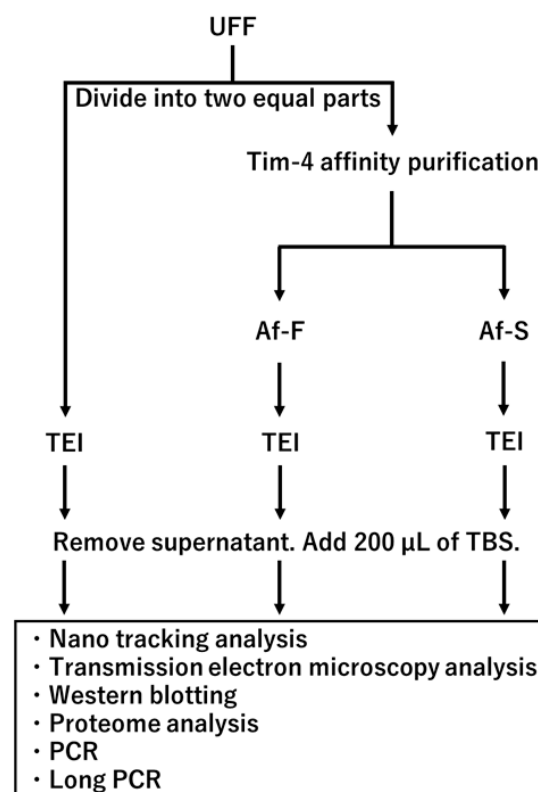 UFF
Divide into two equal parts
Tim-4 affinity purification
Af-F Af-S
TEI TEI TEI
Remove supernatant. Add 200 μL of TBS.
・Nano tracking analysis
・Transmission electron microscopy analysis
・Western blotting
・Proteome analysis
・PCR
・Long PCR